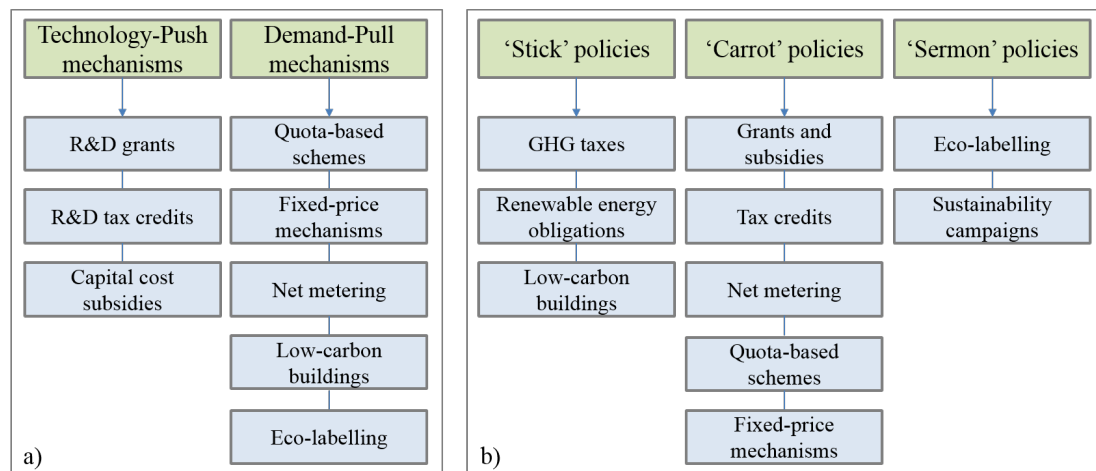 Technology-Push
mechanisms
R&D grants
R&D tax credits
Capital cost
subsidies
Demand-Pull
mechanisms
Quota-based
schemes
Fixed-price
mechanisms
Net metering
Low-carbon
buildings
Eco-labelling
a)
‘Stick’ policies
GHG taxes
Renewable energy
obligations
Low-carbon
buildings
‘Carrot’ policies
Grants and
subsidies
Tax credits
Net metering
Quota-based
schemes
Fixed-price
mechanisms
‘Sermon’ policies
Eco-labelling
Sustainability
campaigns
b)